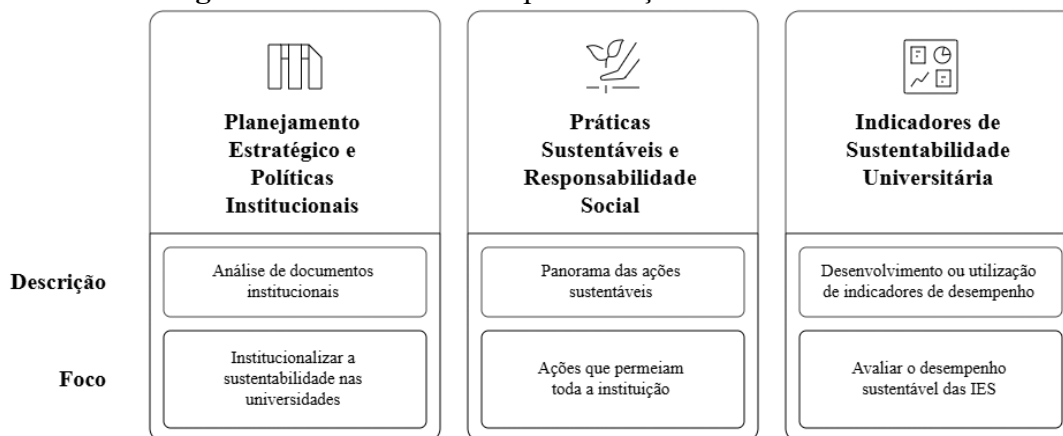 Planejamento
Estratégico e
Políticas
Institucionais
Práticas
Sustentáveis e
Responsabilidade
Social
Indicadores de
Sustentabilidade
Universitária
Descrição
Análise de documentos
institucionais
Panorama das ações
sustentáveis
Desenvolvimento ou utilização
de indicadores de desempenho
Foco
Institucionalizar a
sustentabilidade nas
universidades
Ações que permeiam
toda a instituição
Avaliar o desempenho
sustentável das IES